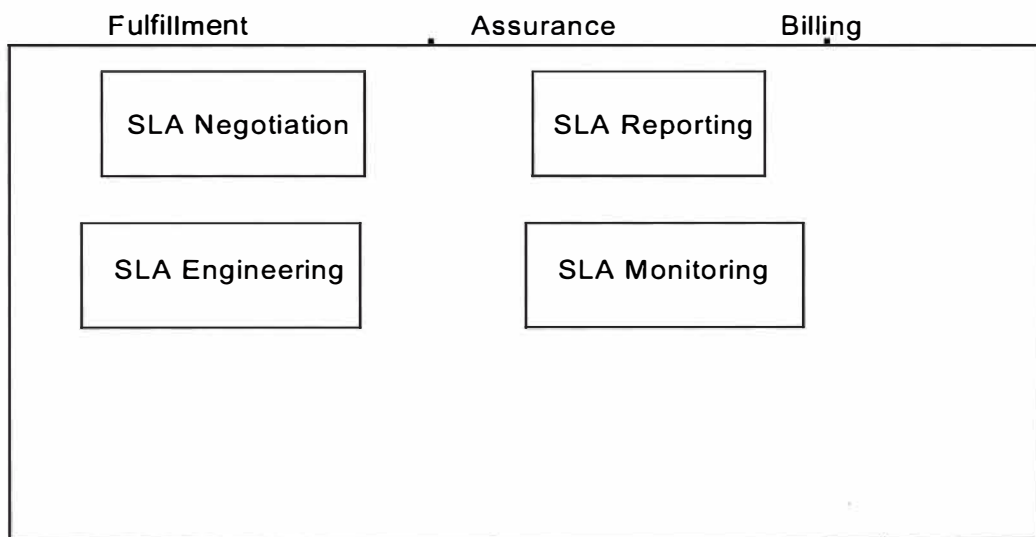 Fulfillment Assurance Billing
SLA Negotiation SLA Reporting
SLA Engineering SLA Monitoring